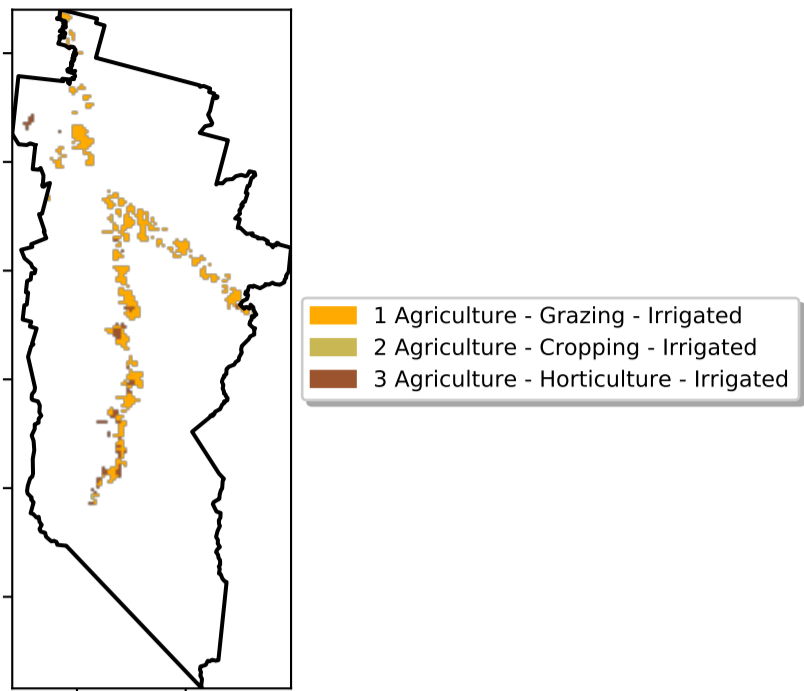 1 Agriculture - Grazing - Irrigated
2 Agriculture - Cropping - Irrigated
3 Agriculture - Horticulture - Irrigated